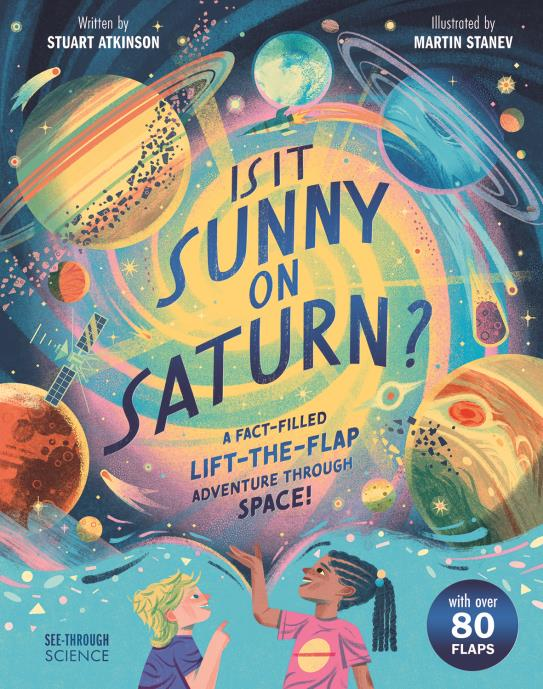 Written by
STUART ATKINSON
Illustrated by
MARTIN STANEV
IS IT
SUNNY
ON
SATURN?
A FACT-FILLED
LIFT-THE-FLAP
ADVENTURE THROUGH
SPACE!
SEE-THROUGH
SCIENCE
with over
80
FLAPS